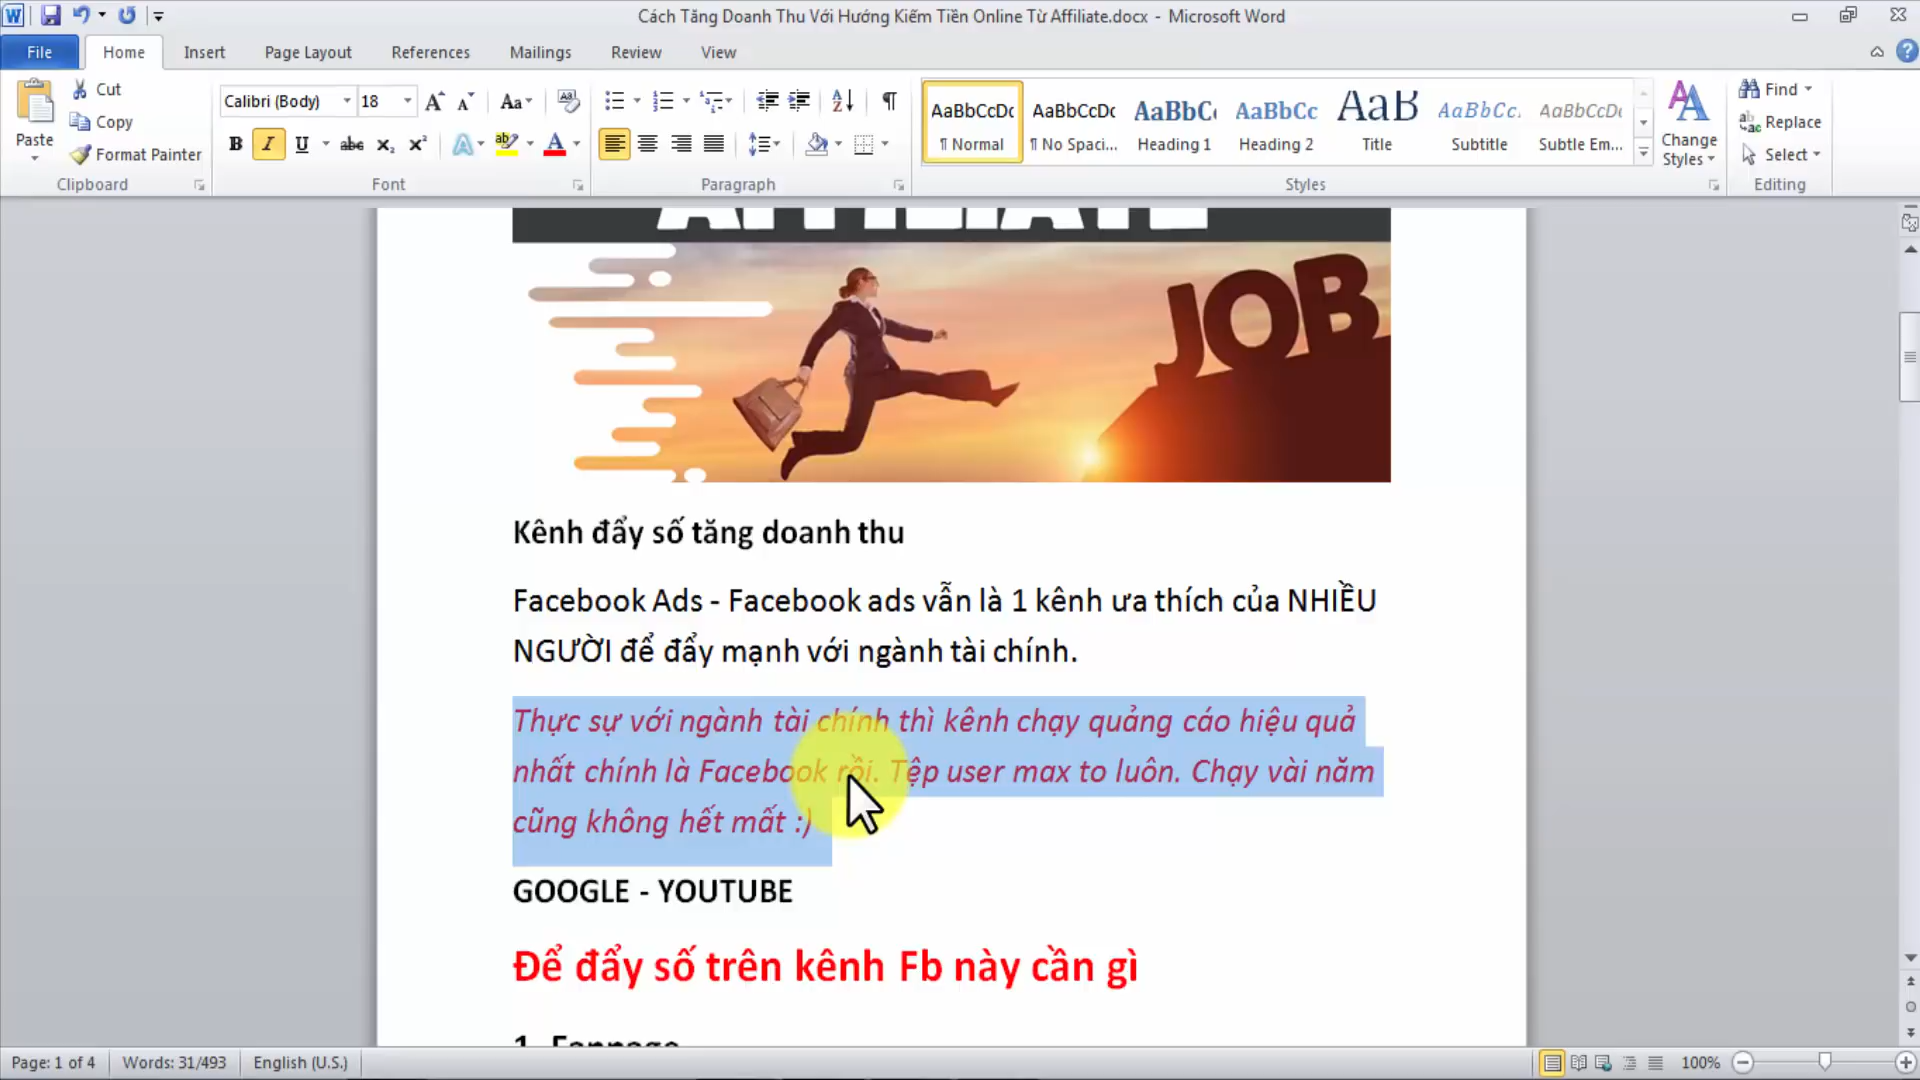 Cách Tăng Doanh Thu Với Hướng Kiếm Tiền Online Từ Affiliate.docx - Microsoft Word
File Home Insert Page Layout References Mailings Review View
Paste
Cut
Copy
Format Painter
Clipboard
Calibri (Body) 18
Font
Paragraph
AaBbCcDc AaBbCcDc AaBbC AaBbCc AaB AaBbCc. AaBbCcDc
¶ Normal ¶ No Spaci... Heading 1 Heading 2 Title Subtitle Subtle Em...
Change
Styles
Styles
Find
Replace
Select
Editing
AFFILIATE
JOB
Kênh đẩy số tăng doanh thu
Facebook Ads - Facebook ads vẫn là 1 kênh ưa thích của NHIỀU
NGƯỜI để đẩy mạnh với ngành tài chính.
Thực sự với ngành tài chính thì kênh chạy quảng cáo hiệu quả
nhất chính là Facebook rồi. Tệp user max to luôn. Chạy vài năm
cũng không hết mất :)
GOOGLE - YOUTUBE
Để đẩy số trên kênh Fb này cần gì
1. Fanpage
Page: 1 of 4 Words: 31/493 English (U.S.) 100%